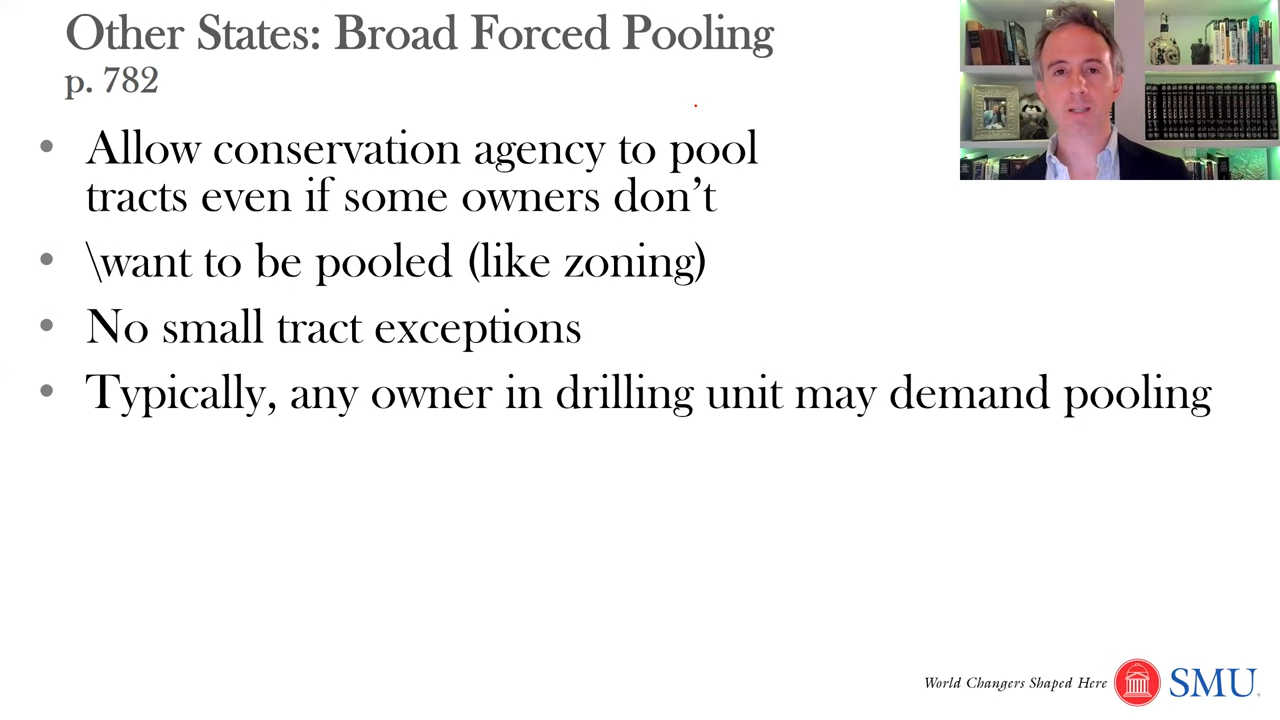 Other States: Broad Forced Pooling
p. 782
• Allow conservation agency to pool
tracts even if some owners don’t
• \want to be pooled (like zoning)
• No small tract exceptions
• Typically, any owner in drilling unit may demand pooling
World Changers Shaped Here
SMU